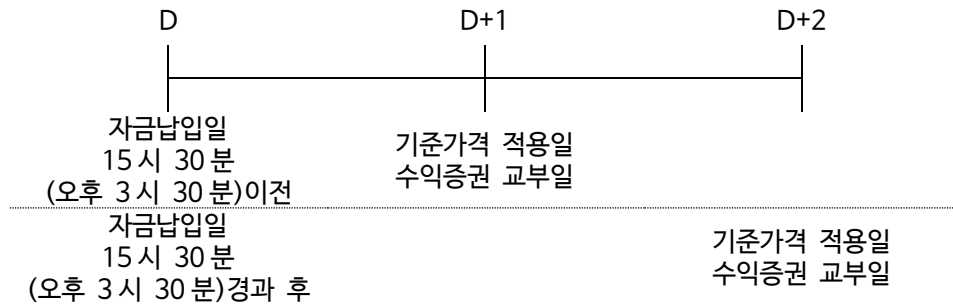 D D+1 D+2
자금납입일
15시 30분
(오후 3시 30분)이전
기준가격 적용일
수익증권 교부일
자금납입일
15시 30분
(오후 3시 30분)경과 후
기준가격 적용일
수익증권 교부일